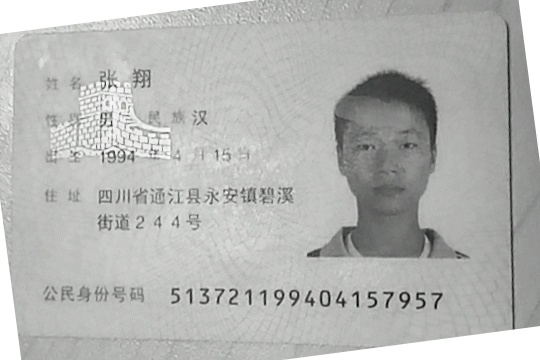 姓名 张翔
性别 男 民族 汉
出生 1994 年 4 月 15 日
住址 四川省通江县永安镇碧溪
街道244号
公民身份号码 513721199404157957